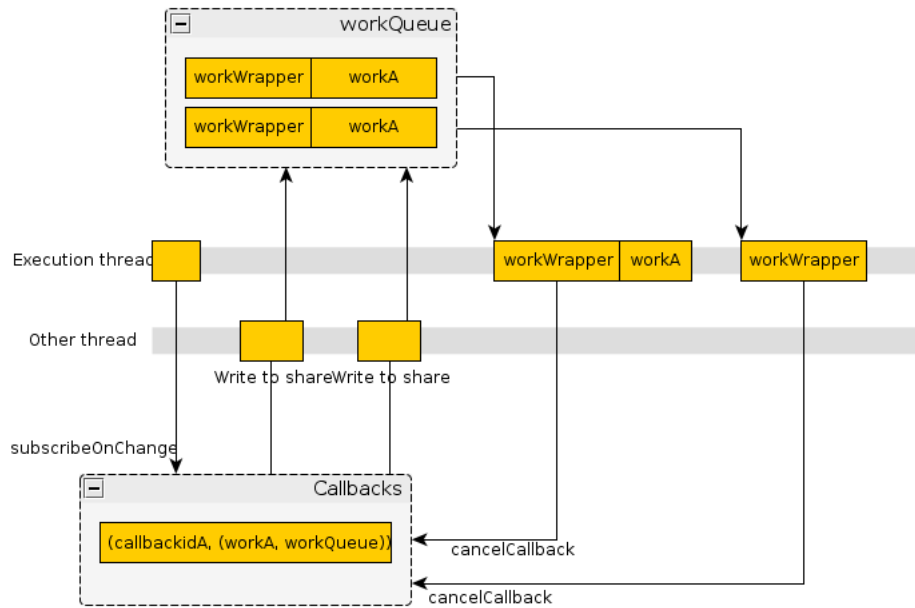 workQueue
workWrapper workA
workWrapper workA
Execution thread
workWrapper workA workWrapper
Other thread
Write to share Write to share
subscribeOnChange
Callbacks
(callbackidA, (workA, workQueue))
cancelCallback
cancelCallback